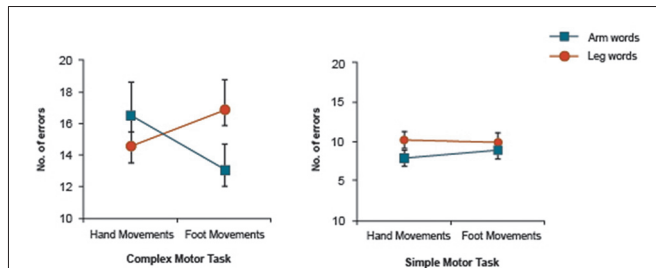 Arm words
Leg words
No. of errors
20
18
16
14
12
10
Hand Movements
Foot Movements
Complex Motor Task
No. of errors
20
15
10
5
10
Hand Movements
Foot Movements
Simple Motor Task